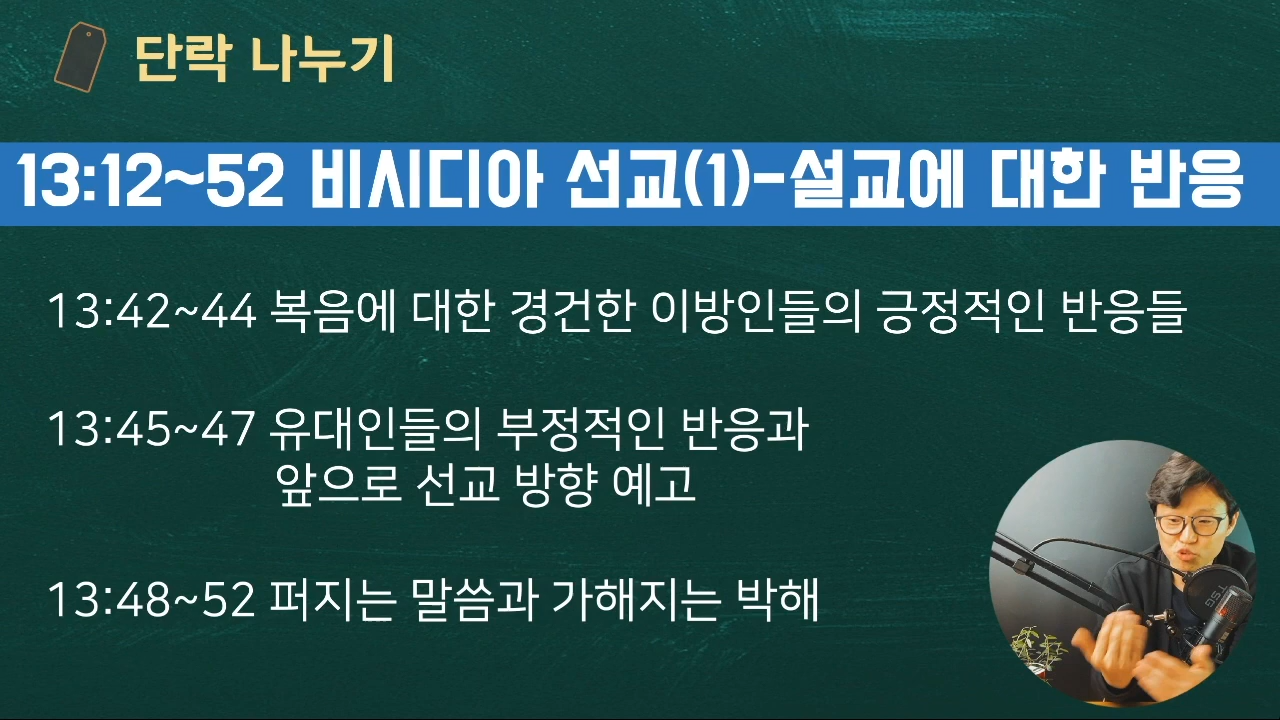 단락 나누기
13:12~52 비시디아 선교(1)-설교에 대한 반응
13:42~44 복음에 대한 경건한 이방인들의 긍정적인 반응들
13:45~47 유대인들의 부정적인 반응과
앞으로 선교 방향 예고
13:48~52 퍼지는 말씀과 가해지는 박해
TSG